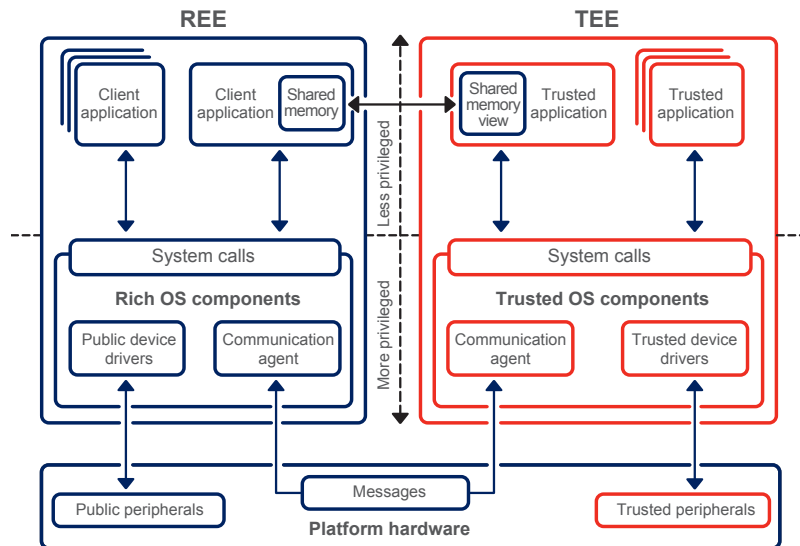 REE
TEE
Client
application
Client
application
Shared
memory
Shared
memory
view
Trusted
application
Trusted
application
Less privileged
System calls
System calls
Rich OS components
Trusted OS components
More privileged
Public device
drivers
Communication
agent
Communication
agent
Trusted device
drivers
Messages
Public peripherals
Trusted peripherals
Platform hardware